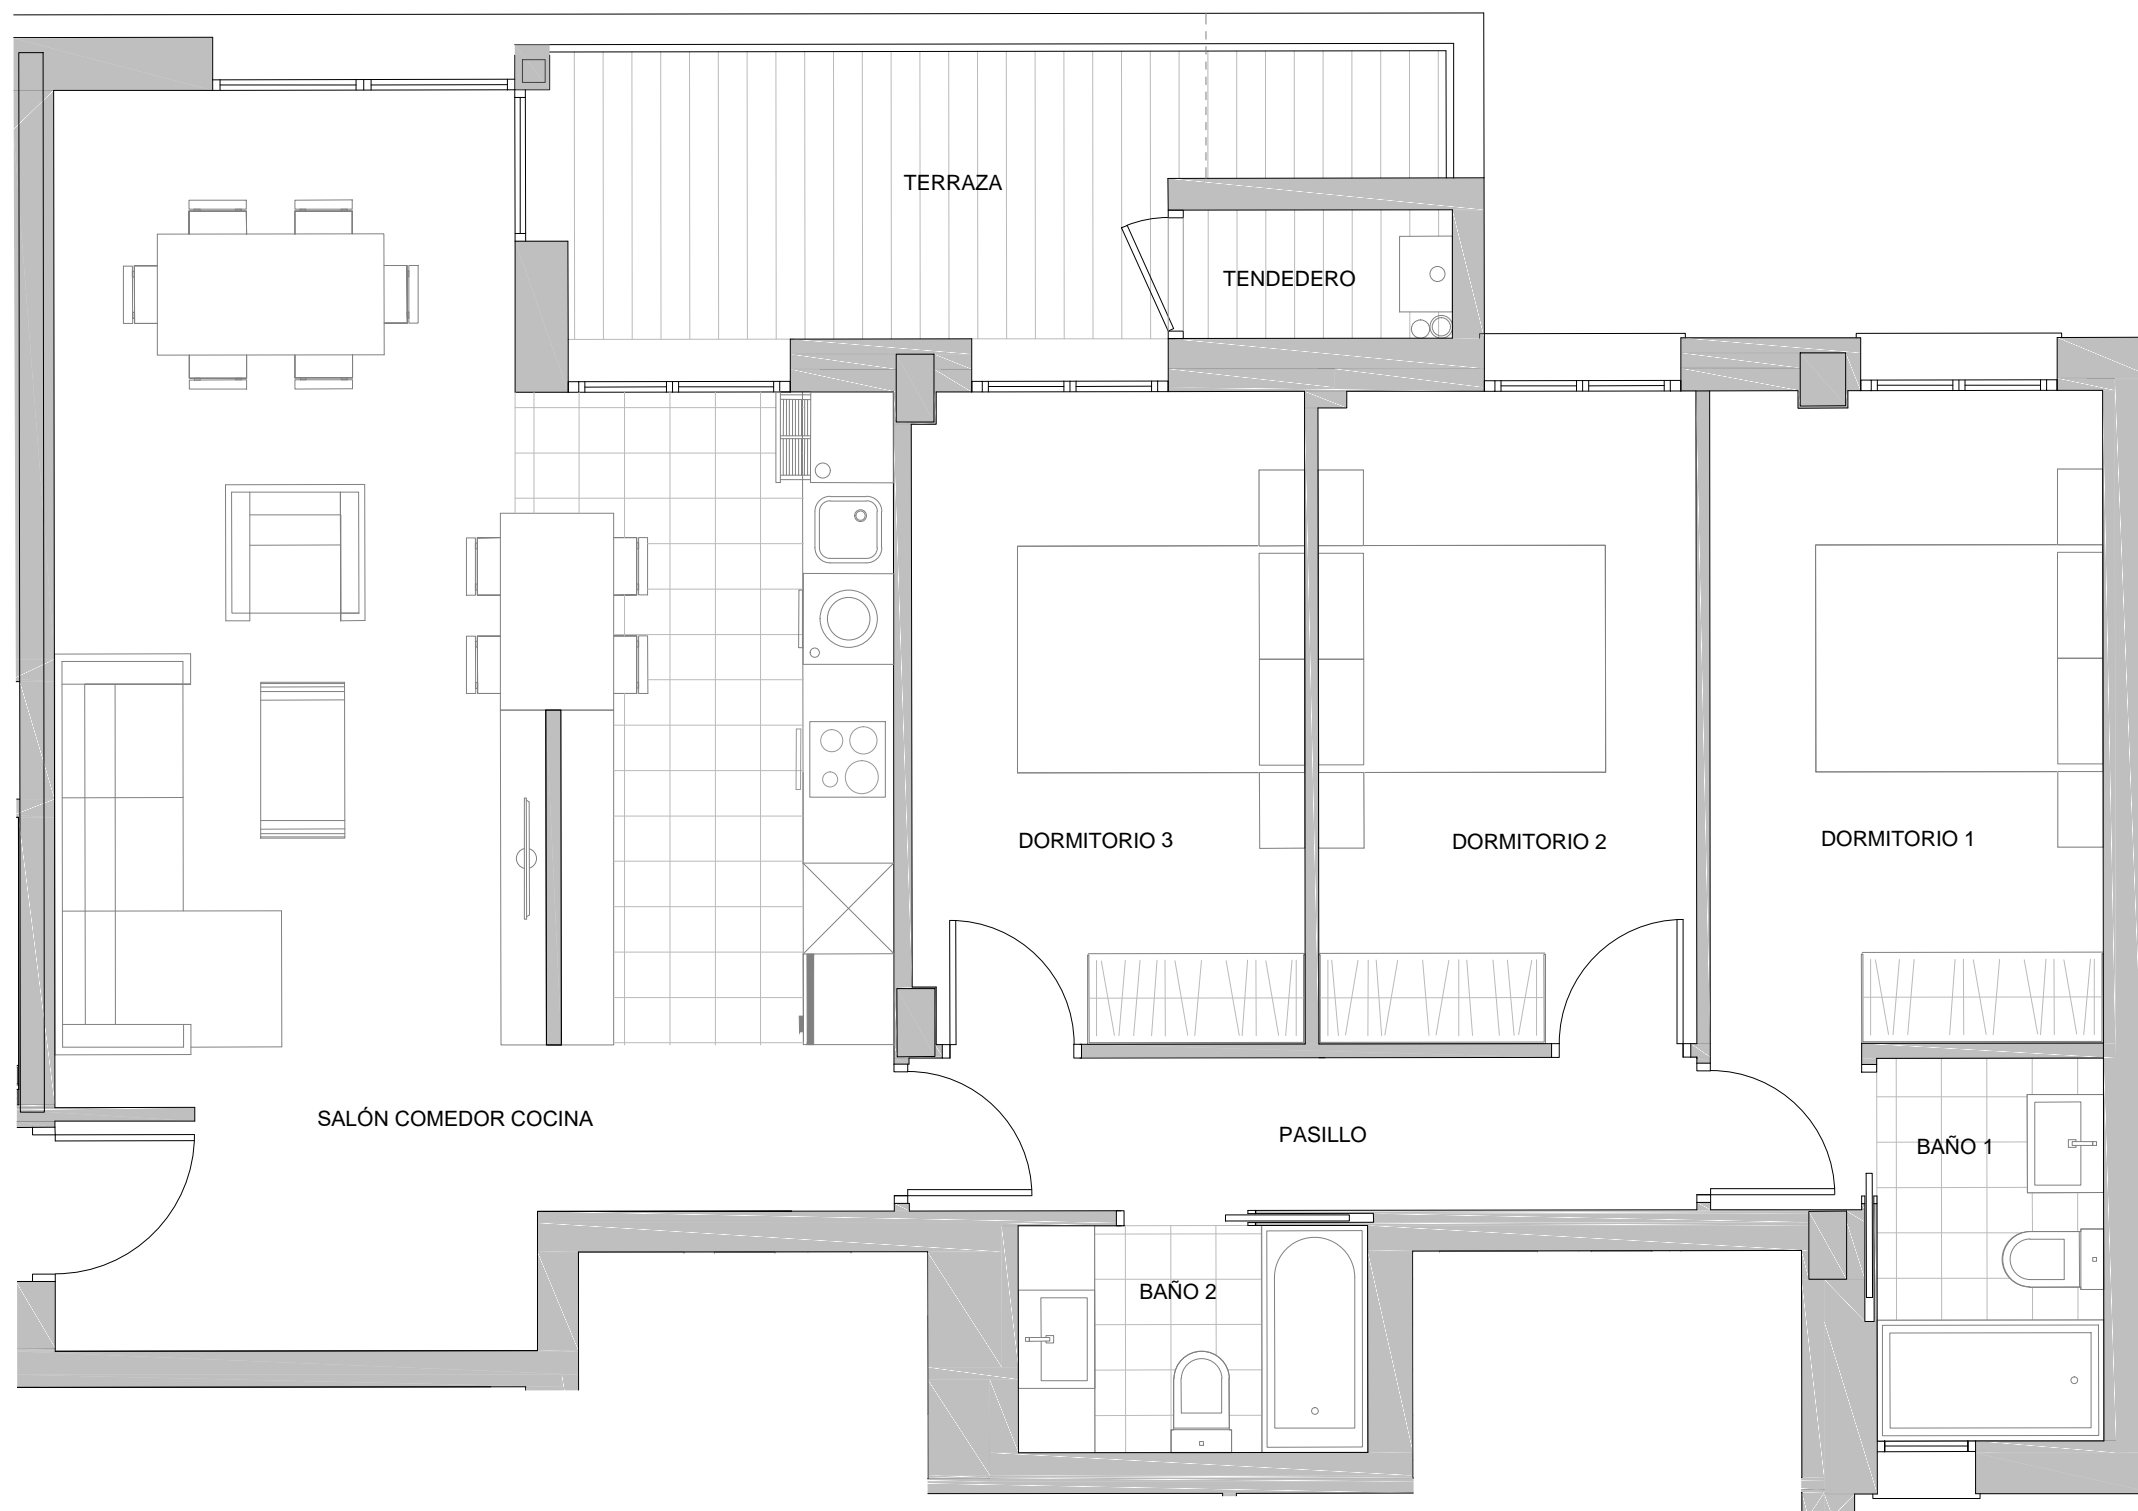 TERRAZA
TENDEDERO
DORMITORIO 3
DORMITORIO 2
DORMITORIO 1
SALÓN COMEDOR COCINA
PASILLO
BAÑO 1
BAÑO 2